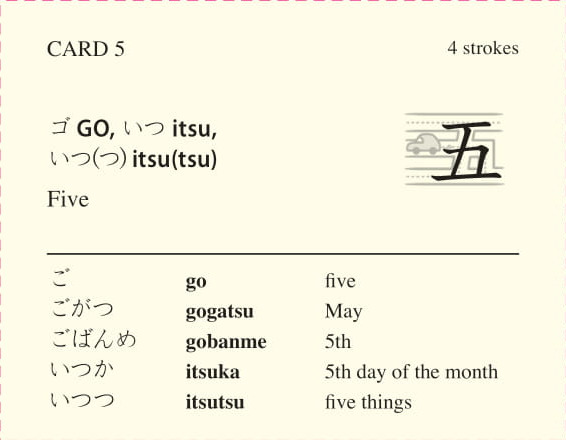 CARD 5 4 strokes
ゴ GO, いつ itsu,
いつ(つ) itsu(tsu)
五
Five
ご go five
ごがつ gogatsu May
ごばんめ gobanme 5th
いつか itsuka 5th day of the month
いつつ itsutsu five things